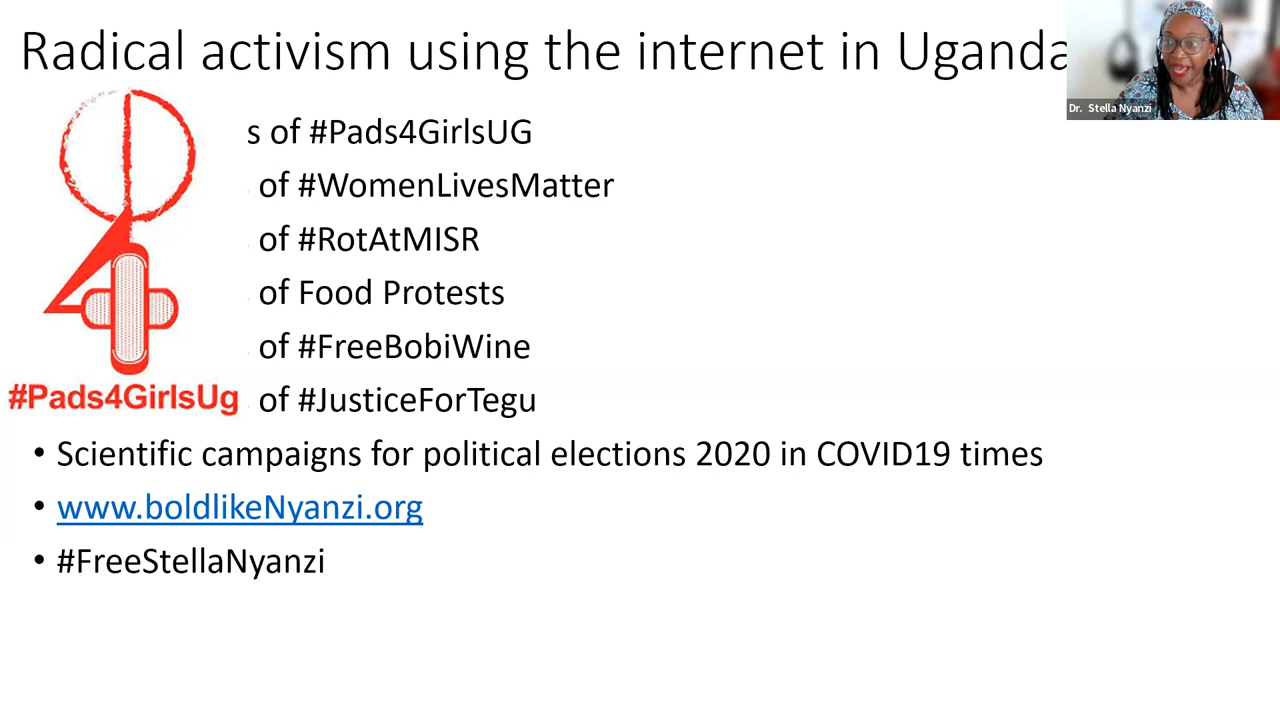 Radical activism using the internet in Uganda
Dr. Stella Nyanzi
s of #Pads4GirlsUG
of #WomenLivesMatter
of #RotAtMISR
of Food Protests
of #FreeBobiWine
of #JusticeForTegu
4
#Pads4GirlsUg
• Scientific campaigns for political elections 2020 in COVID19 times
• www.boldlikeNyanzi.org
• #FreeStellaNyanzi